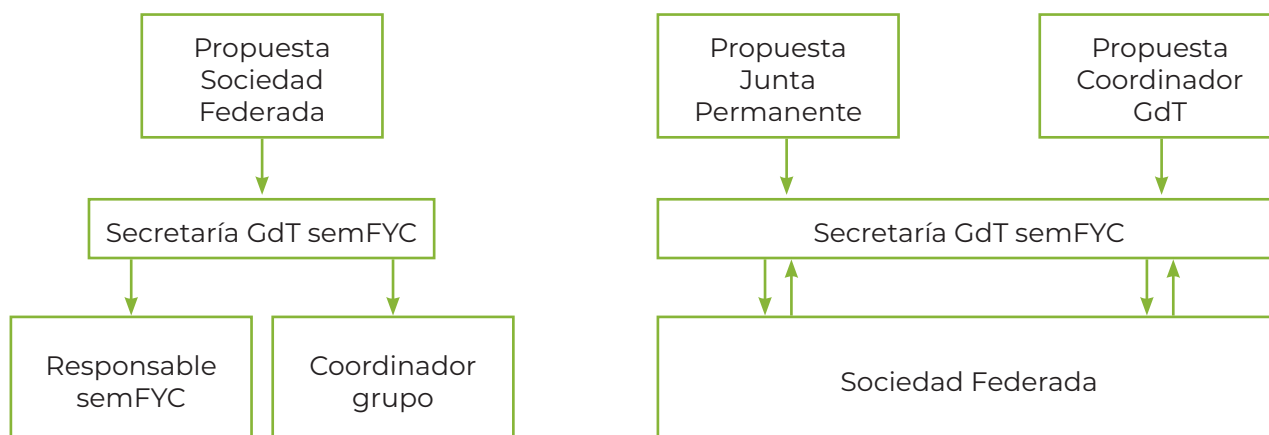 Propuesta
Sociedad
Federada
Propuesta
Junta
Permanente
Propuesta
Coordinador
GdT
Secretaría GdT semFYC
Secretaría GdT semFYC
Responsable
semFYC
Coordinador
grupo
Sociedad Federada